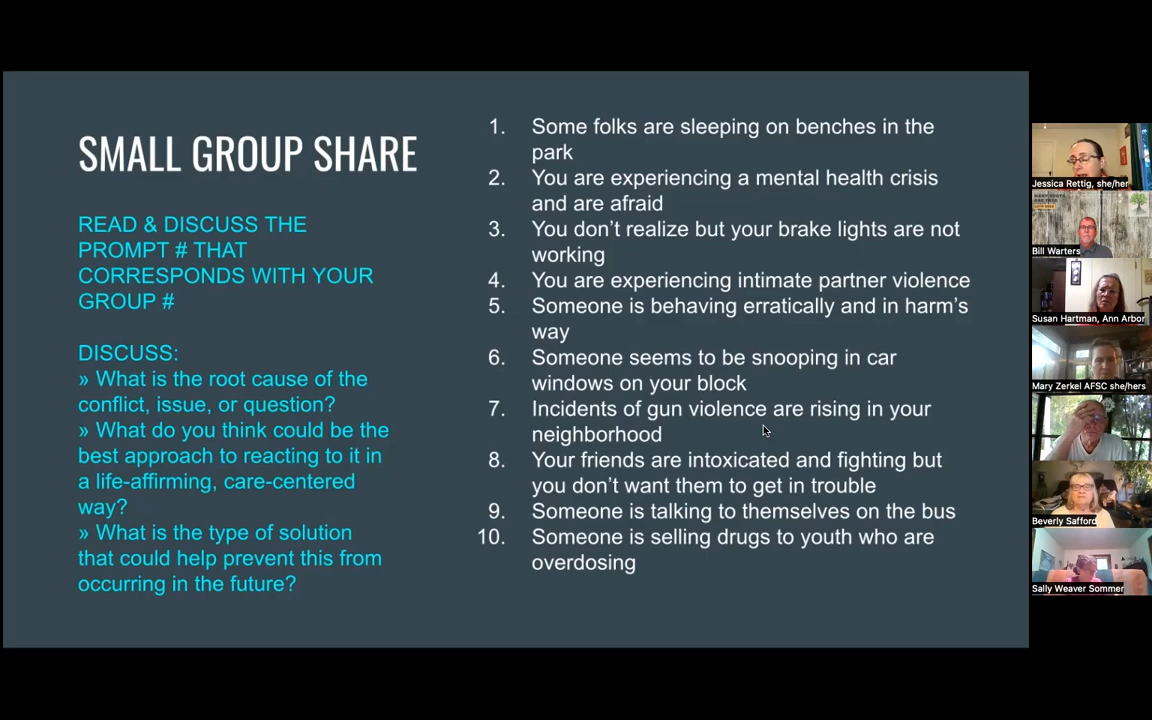 SMALL GROUP SHARE
READ & DISCUSS THE
PROMPT # THAT
CORRESPONDS WITH YOUR
GROUP #
DISCUSS:
» What is the root cause of the
conflict, issue, or question?
» What do you think could be the
best approach to reacting to it in
a life-affirming, care-centered
way?
» What is the type of solution
that could help prevent this from
occurring in the future?
1. Some folks are sleeping on benches in the
park
2. You are experiencing a mental health crisis
and are afraid
3. You don’t realize but your brake lights are not
working
4. You are experiencing intimate partner violence
5. Someone is behaving erratically and in harm’s
way
6. Someone seems to be snooping in car
windows on your block
7. Incidents of gun violence are rising in your
neighborhood
8. Your friends are intoxicated and fighting but
you don’t want them to get in trouble
9. Someone is talking to themselves on the bus
10. Someone is selling drugs to youth who are
overdosing
Jessica Rettig, she/her
Bill Warters
Susan Hartman, Ann Arbor
Mary Zerkel AFSC she/hers
Beverly Safford
Sally Weaver Sommer